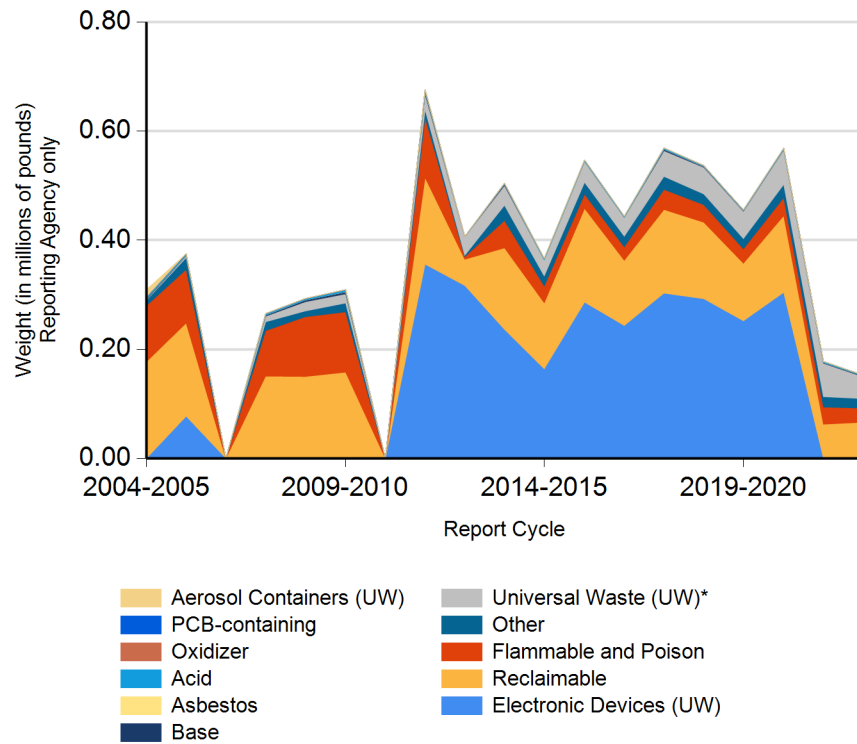 0.80
0.60
0.40
0.20
0.00
Weight (in millions of pounds)
Reporting Agency only
2004-2005 2009-2010 2014-2015 2019-2020
Report Cycle
Aerosol Containers (UW) Universal Waste (UW)*
PCB-containing Other
Oxidizer Flammable and Poison
Acid Reclaimable
Asbestos Electronic Devices (UW)
Base